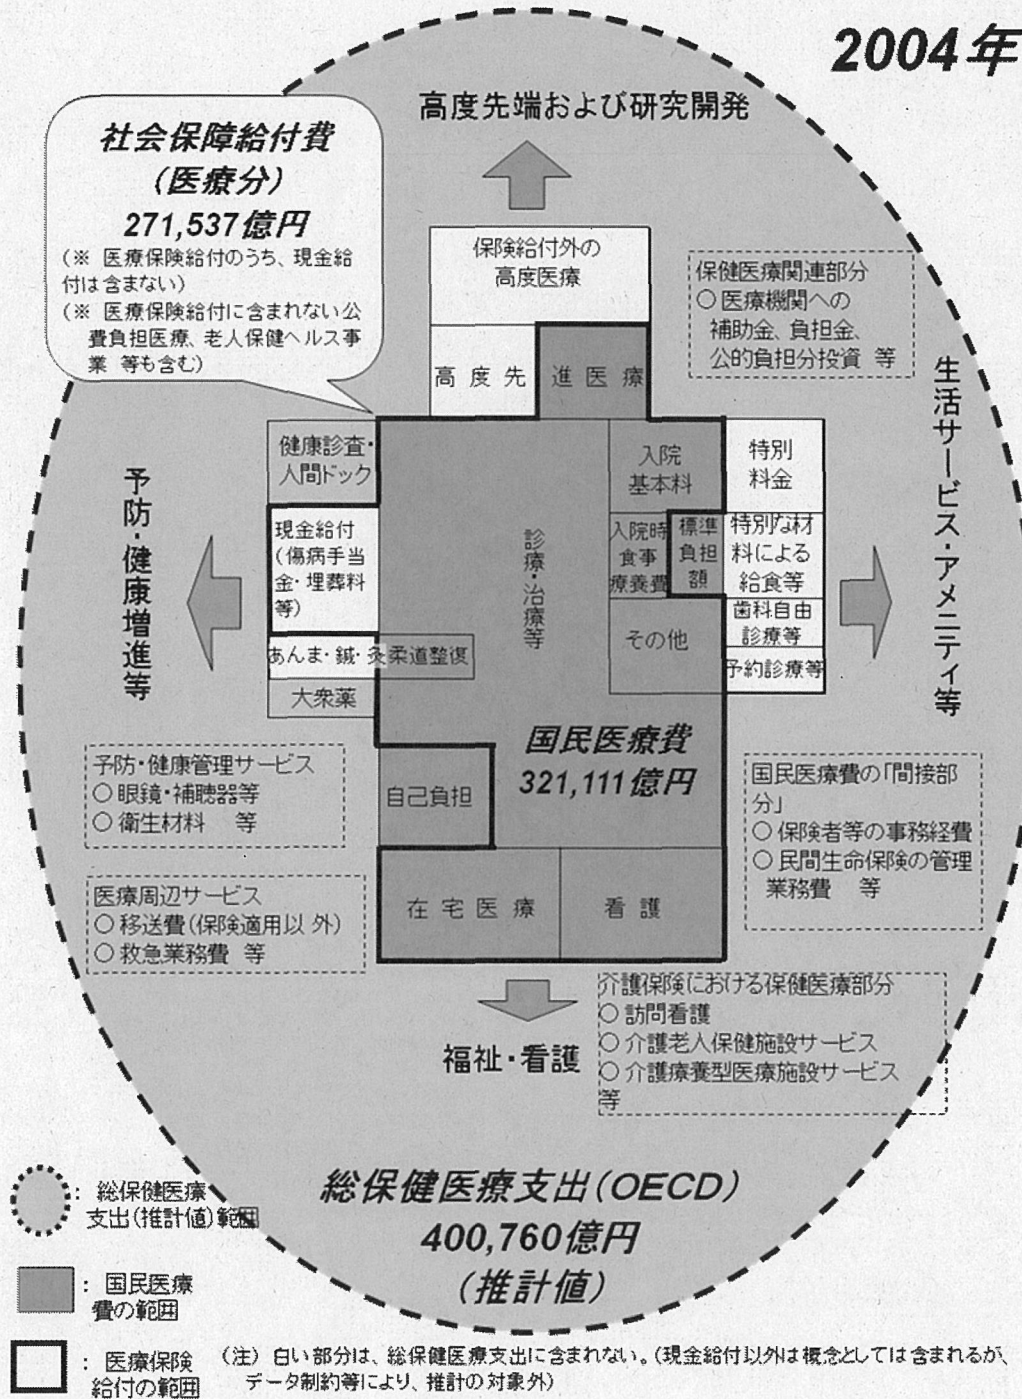 2004年
社会保障給付費
(医療分)
271,537億円
(※ 医療保険給付のうち、現金給
付は含まない)
(※ 医療保険給付に含まれない公
費負担医療、老人保健ヘルス事
業 等も含む)
高度先端および研究開発
保険給付外の
高度医療
高度先進医療
保健医療関連部分
○ 医療機関への
補助金、負担金、
公的負担分投資 等
生活サービス・アメニティ等
予防・健康増進等
健康診査・
人間ドック
現金給付
(傷病手当
金・埋葬料
等)
あんま・鍼・灸柔道整復
大衆薬
診療・治療等
入院
基本料
入院時
食事
療養費
標準
負担
額
その他
特別
料金
特別な材
料による
給食等
歯科自由
診療等
予約診療等
国民医療費
321,111億円
自己負担
在宅医療
看護
予防・健康管理サービス
○ 眼鏡・補聴器等
○ 衛生材料 等
医療周辺サービス
○ 移送費(保険適用以 外)
○ 救急業務費 等
国民医療費の「間接部
分」
○ 保険者等の事務経費
○ 民間生命保険の管理
業務費 等
福祉・看護
介護保険における保健医療部分
○ 訪問看護
○ 介護老人保健施設サービス
○ 介護療養型医療施設サービス
等
総保健医療支出(OECD)
400,760億円
(推計値)
: 総保健医療
支出(推計値)範囲
: 国民医療
費の範囲
: 医療保険
給付の範囲
(注) 白い部分は、総保健医療支出に含まれない。(現金給付以外は概念としては含まれるが、
データ制約等により、推計の対象外)